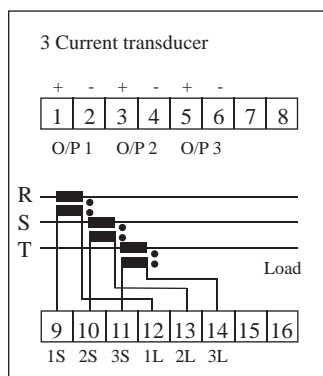 3 Current transducer
+ - + - + -
1 2 3 4 5 6 7 8
O/P 1 O/P 2 O/P 3
R
S
T
Load
9 10 11 12 13 14 15 16
1S 2S 3S 1L 2L 3L